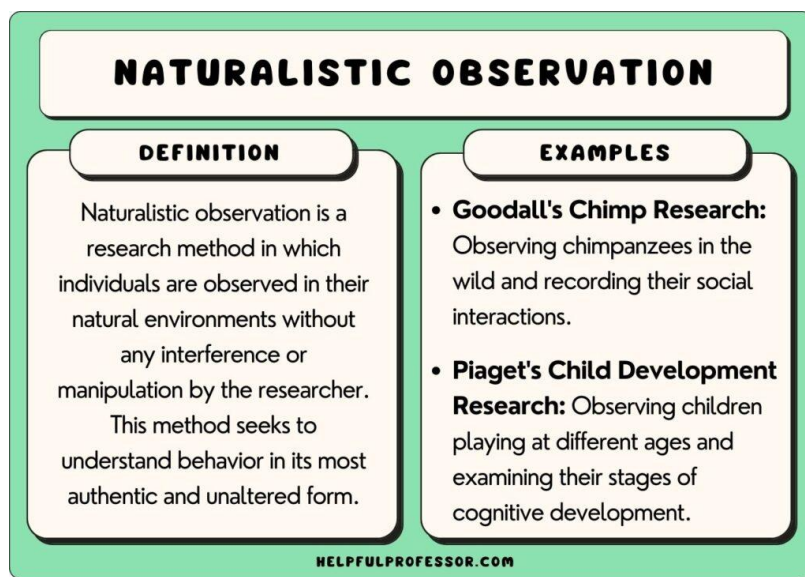 NATURALISTIC OBSERVATION
DEFINITION
Naturalistic observation is a
research method in which
individuals are observed in their
natural environments without
any interference or
manipulation by the researcher.
This method seeks to
understand behavior in its most
authentic and unaltered form.
EXAMPLES
• Goodall's Chimp Research:
Observing chimpanzees in the
wild and recording their social
interactions.
• Piaget's Child Development
Research: Observing children
playing at different ages and
examining their stages of
cognitive development.
HELPFULPROFESSOR.COM